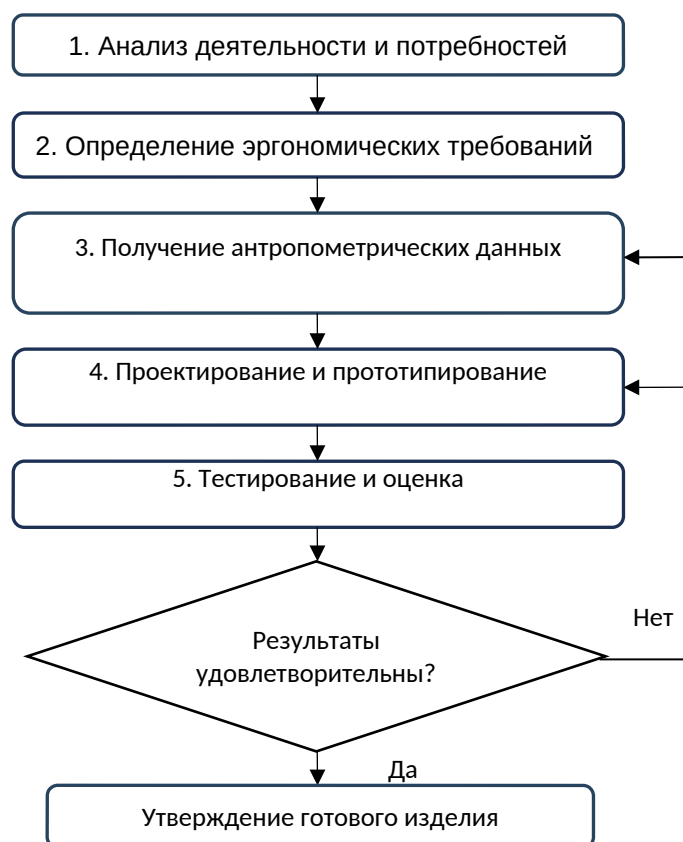 1. Анализ деятельности и потребностей
2. Определение эргономических требований
3. Получение антропометрических данных
4. Проектирование и прототипирование
5. Тестирование и оценка
Нет
Результаты
удовлетворительны?
Да
Утверждение готового изделия